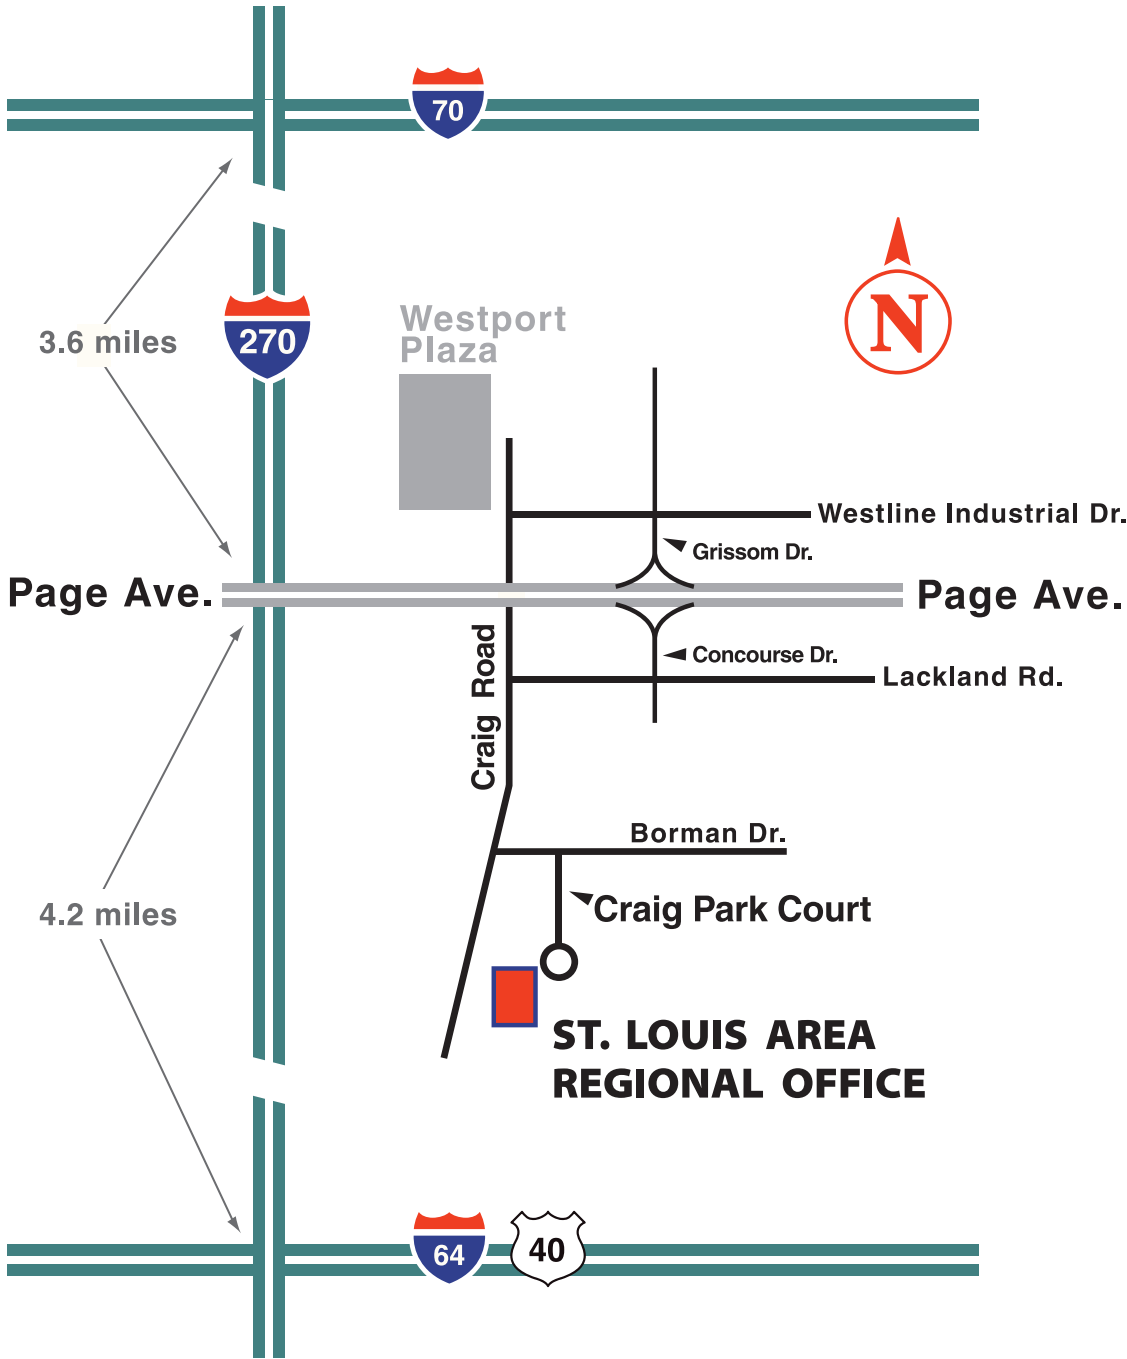 70
N
Westport
Plaza
3.6 miles
270
Westline Industrial Dr.
Grissom Dr.
Page Ave.
Page Ave.
Craig Road
Concourse Dr.
Lackland Rd.
Borman Dr.
Craig Park Court
4.2 miles
ST. LOUIS AREA
REGIONAL OFFICE
64
40